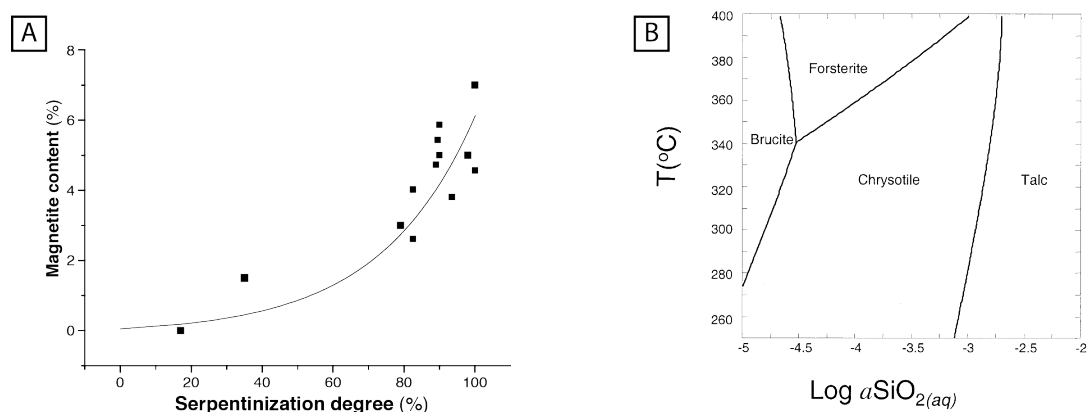 A
8
6
4
2
0
Magnetite content (%)
0 20 40 60 80 100
Serpentinization degree (%)
B
400
380
360
340
320
300
280
260
T(°C)
Forsterite
Brucite
Chrysotile
Talc
-5 -4.5 -4 -3.5 -3 -2.5 -2
Log aSiO2(aq)